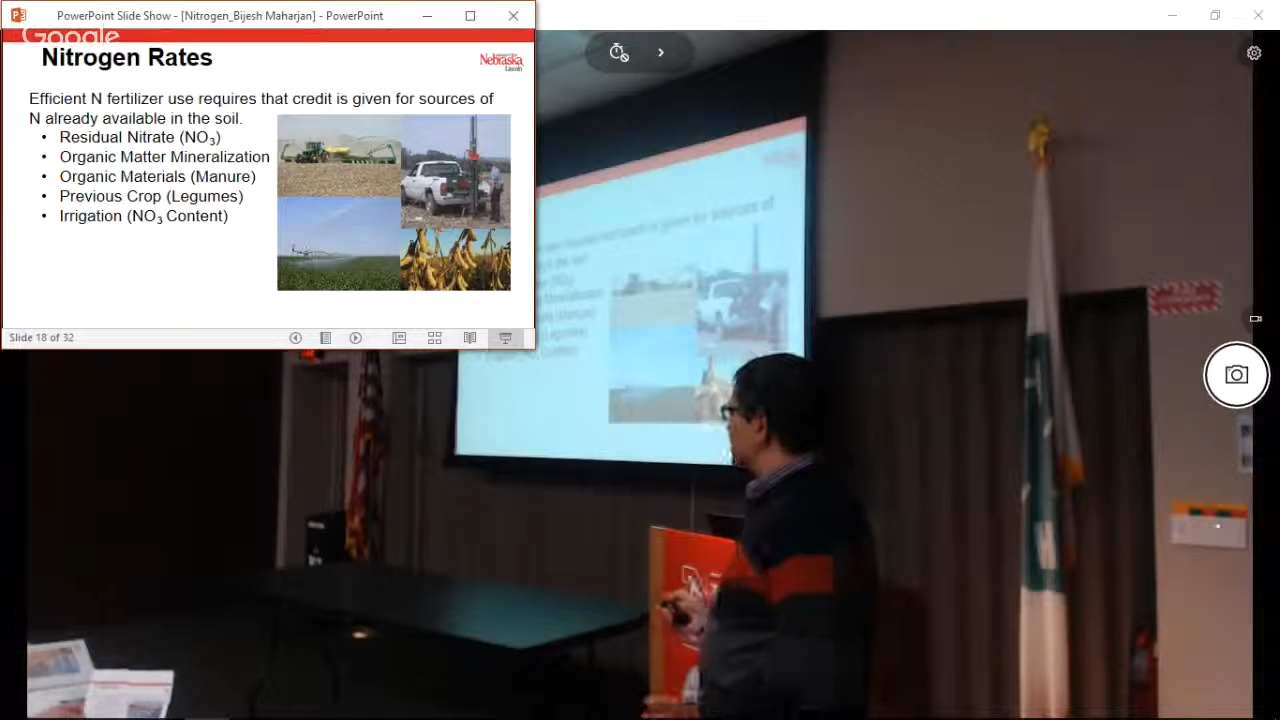 PowerPoint Slide Show - [Nitrogen_Bijesh Maharjan] - PowerPoint
Google
Nitrogen Rates
Nebraska
Lincoln
Efficient N fertilizer use requires that credit is given for sources of
N already available in the soil.
• Residual Nitrate (NO₃)
• Organic Matter Mineralization
• Organic Materials (Manure)
• Previous Crop (Legumes)
• Irrigation (NO₃ Content)
Slide 18 of 32